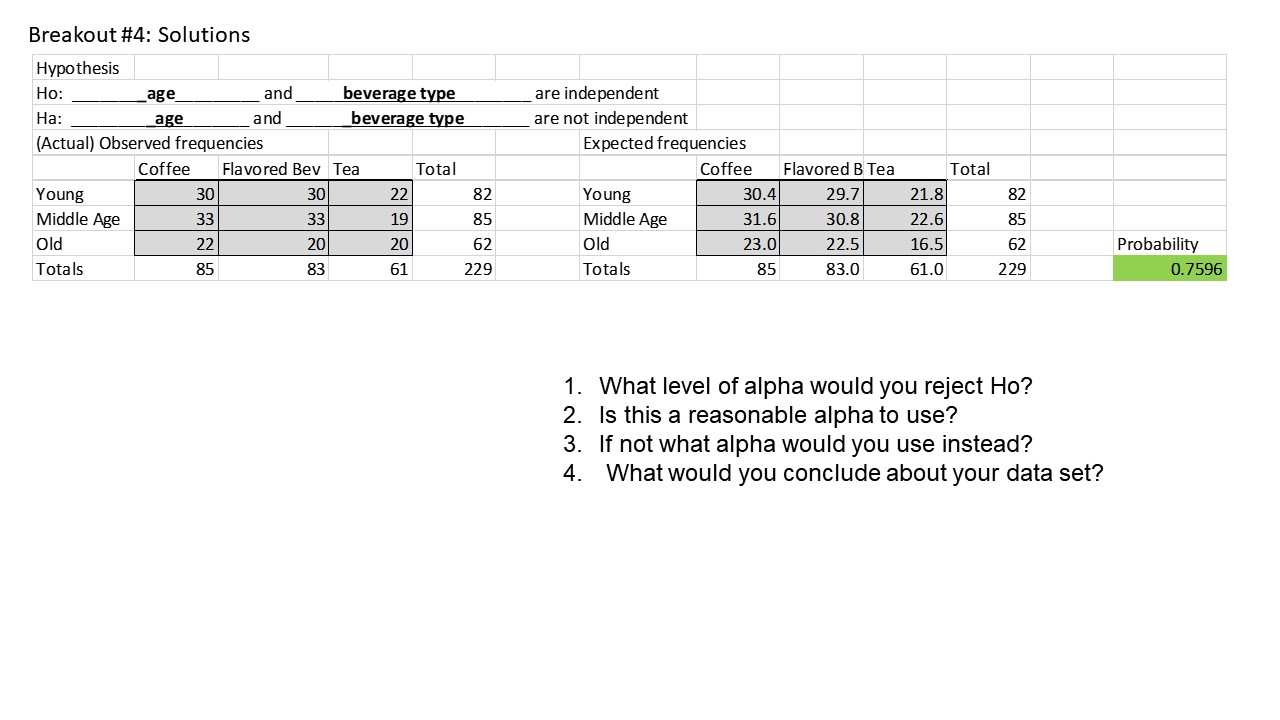 Breakout #4: Solutions
Hypothesis
Ho: ________age__________ and _____beverage type________ are independent
Ha: ________age_______ and _______beverage type_______ are not independent
(Actual) Observed frequencies Expected frequencies
Coffee Flavored Bev Tea Total Coffee Flavored B Tea Total
Young 30 30 22 82 Young 30.4 29.7 21.8 82
Middle Age 33 33 19 85 Middle Age 31.6 30.8 22.6 85
Old 22 20 20 62 Old 23.0 22.5 16.5 62 Probability
Totals 85 83 61 229 Totals 85 83.0 61.0 229 0.7596
1. What level of alpha would you reject Ho?
2. Is this a reasonable alpha to use?
3. If not what alpha would you use instead?
4. What would you conclude about your data set?